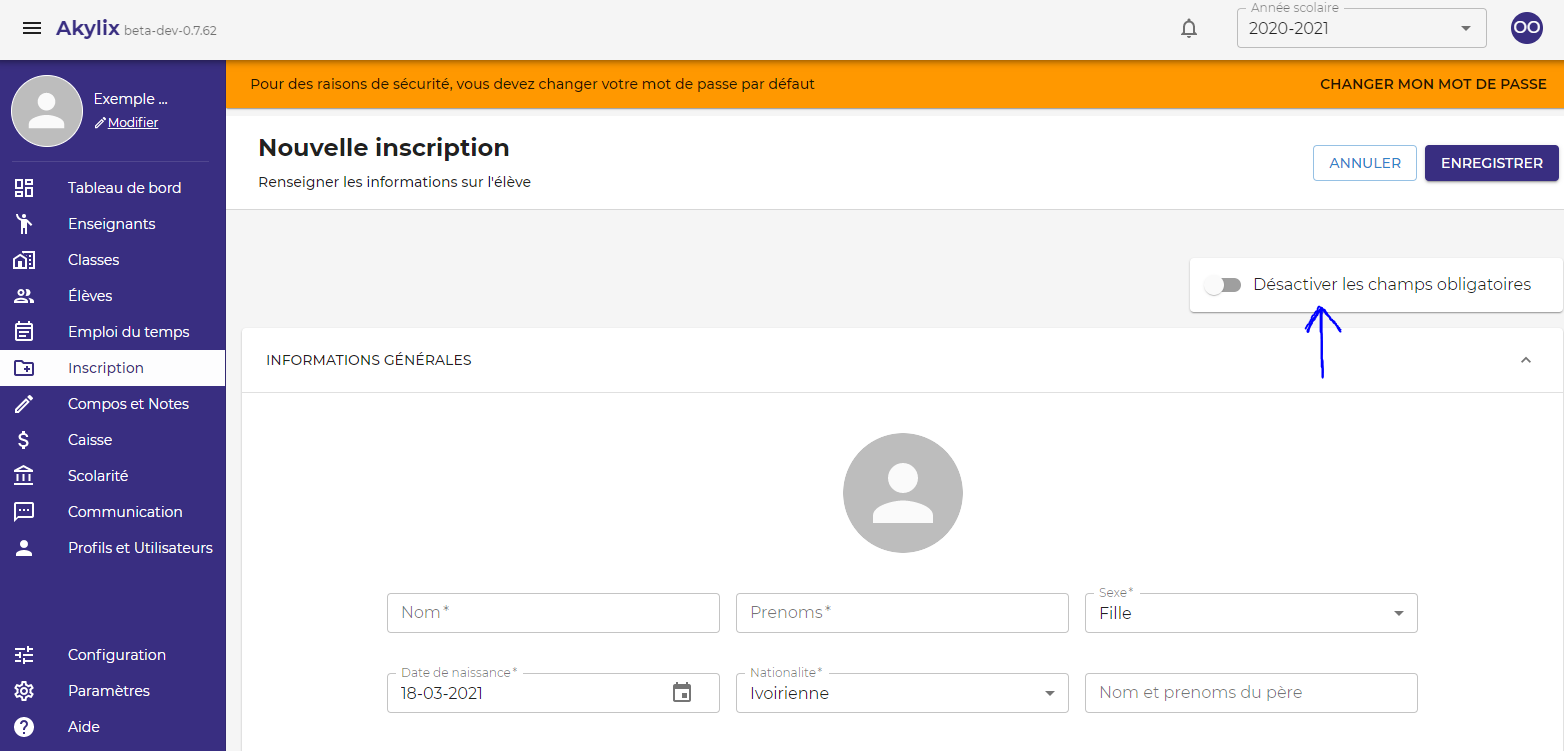 Akylix beta-dev-0.7.62
Année scolaire
2020-2021
OO
Pour des raisons de sécurité, vous devez changer votre mot de passe par défaut
CHANGER MON MOT DE PASSE
Exemple ...
Modifier
Tableau de bord
Enseignants
Classes
Élèves
Emploi du temps
Inscription
Compos et Notes
Caisse
Scolarité
Communication
Profils et Utilisateurs
Configuration
Paramètres
Aide
Nouvelle inscription
Renseigner les informations sur l'élève
ANNULER
ENREGISTRER
Désactiver les champs obligatoires
INFORMATIONS GÉNÉRALES
Nom*
Prenoms*
Sexe*
Fille
Date de naissance*
18-03-2021
Nationalite*
Ivoirienne
Nom et prenoms du père